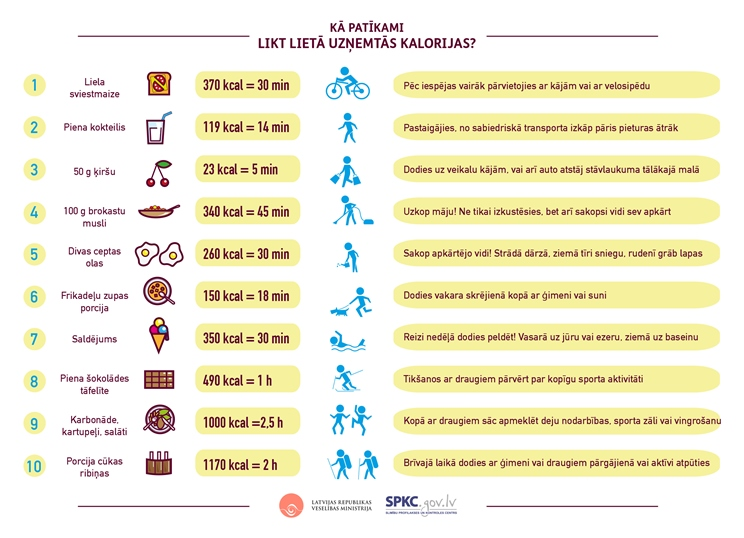 KĀ PATĪKAMI
LIKT LIETĀ UZŅEMTĀS KALORIJAS?
1
Liela
sviestmaize
370 kcal = 30 min
Pēc iespējas vairāk pārvietojies ar kājām vai ar velosipēdu
2
Piena kokteilis
119 kcal = 14 min
Pastaigājies, no sabiedriskā transporta izkāp pāris pieturas ātrāk
3
50 g ķiršu
23 kcal = 5 min
Dodies uz veikalu kājām, vai arī auto atstāj stāvlaukuma tālākajā malā
4
100 g brokastu
musli
340 kcal = 45 min
Uzkop māju! Ne tikai izkustēsies, bet arī sakopsi vidi sev apkārt
5
Divas ceptas
olas
260 kcal = 30 min
Sakop apkārtējo vidi! Strādā dārzā, ziemā tīri sniegu, rudenī grāb lapas
6
Frikadeļu zupas
porcija
150 kcal = 18 min
Dodies vakara skrējienā kopā ar ģimeni vai suni
7
Saldējums
350 kcal = 30 min
Reizi nedēļā dodies peldēt! Vasarā uz jūru vai ezeru, ziemā uz baseinu
8
Piena šokolādes
tāfelīte
490 kcal = 1 h
Tikšanos ar draugiem pārvērt par kopīgu sporta aktivitāti
9
Karbonāde,
kartupeļi, salāti
1000 kcal =2,5 h
Kopā ar draugiem sāc apmeklēt deju nodarbības, sporta zāli vai vingrošanu
10
Porcija cūkas
ribiņas
1170 kcal = 2 h
Brīvajā laikā dodies ar ģimeni vai draugiem pārgājienā vai aktīvi atpūties
LATVIJAS REPUBLIKAS
VESELĪBAS MINISTRIJA
SPKC.gov.lv
SLIMĪBU PROFILAKSES UN KONTROLES CENTRS